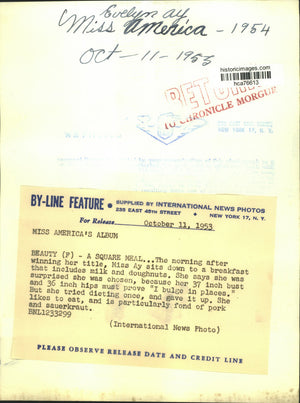 Evelyn Ay
Miss America - 1954
Oct - 11 - 1953
historicimages.com
hca76613
RETURN
TO CHRONICLE MORGUE
NEW YORK 17, N. Y.
BY-LINE FEATURE • SUPPLIED BY INTERNATIONAL NEWS PHOTOS
235 EAST 45TH STREET • NEW YORK 17, N.Y.
For Release October 11, 1953
MISS AMERICA'S ALBUM
BEAUTY (F) - A SQUARE MEAL...The morning after
winning her title, Miss Ay sits down to a breakfast
that includes milk and doughnuts. She says she was
surprised she was chosen, because her 37 inch bust
and 36 inch hips must prove "I bulge in places."
But she tried dieting once, and gave it up. She
likes to eat, and is particularly fond of pork
and sauerkraut.
BNL1233299
(International News Photo)
PLEASE OBSERVE RELEASE DATE AND CREDIT LINE